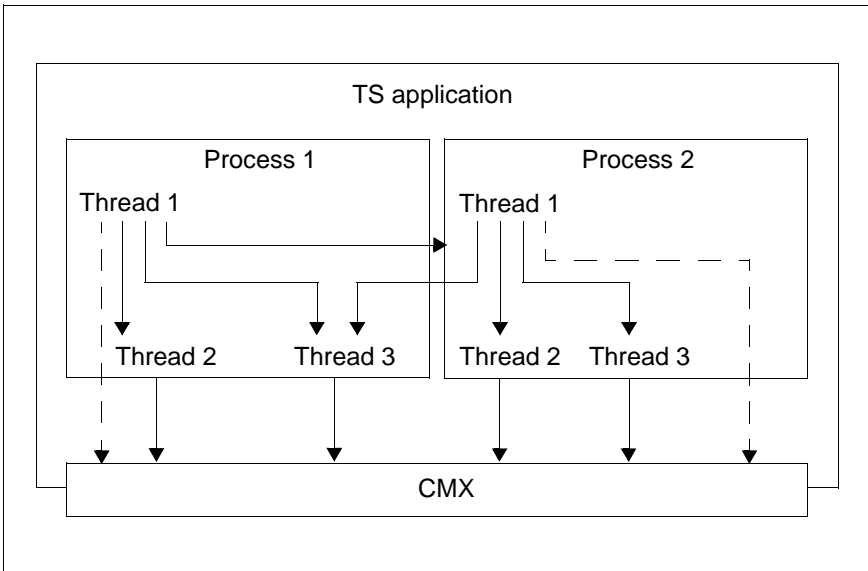 TS application
Process 1
Process 2
Thread 1
Thread 1
Thread 2
Thread 3
Thread 2
Thread 3
CMX